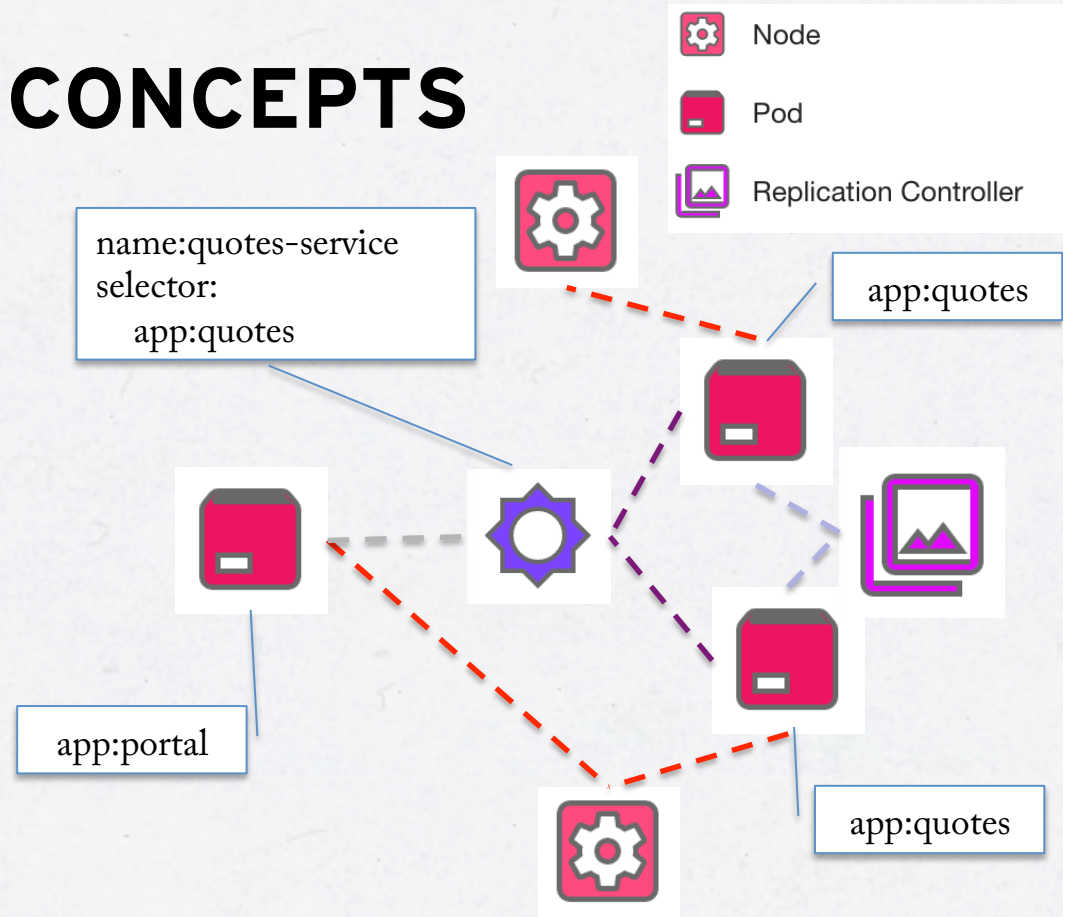 CONCEPTS
Node
Pod
Replication Controller
name:quotes-service
selector:
app:quotes
app:quotes
app:portal
app:quotes